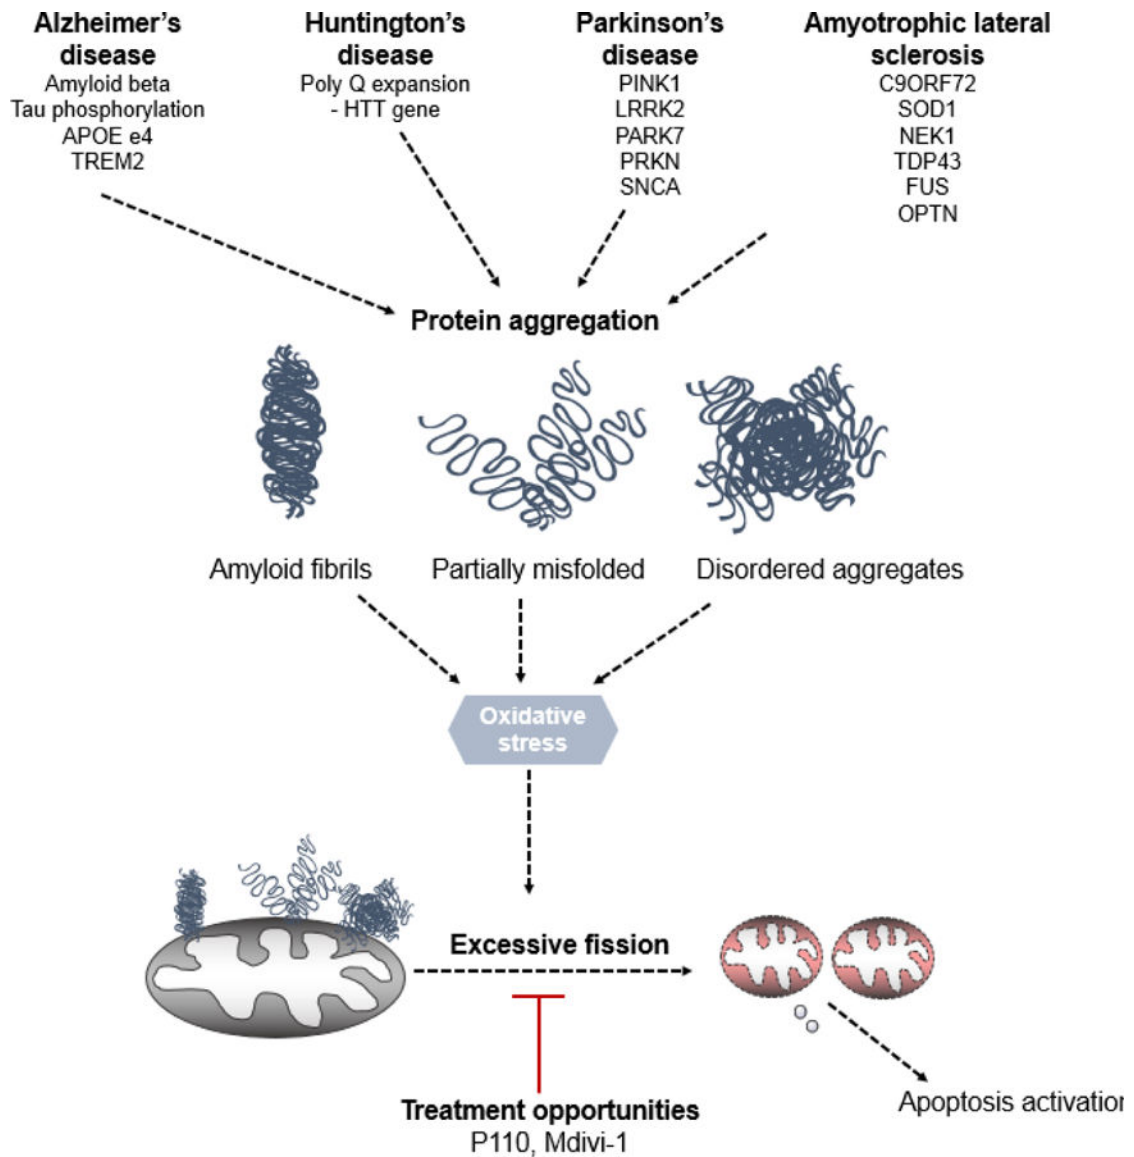 Alzheimer's
disease
Amyloid beta
Tau phosphorylation
APOE e4
TREM2
Huntington's
disease
Poly Q expansion
- HTT gene
Parkinson's
disease
PINK1
LRRK2
PARK7
PRKN
SNCA
Amyotrophic lateral
sclerosis
C9ORF72
SOD1
NEK1
TDP43
FUS
OPTN
Protein aggregation
Amyloid fibrils
Partially misfolded
Disordered aggregates
Oxidative
stress
Excessive fission
Treatment opportunities
P110, Mdivi-1
Apoptosis activation